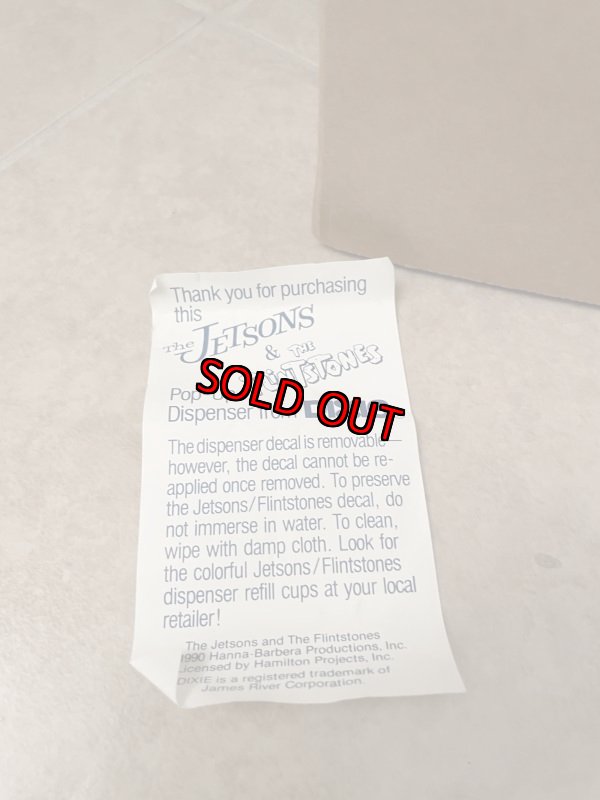 Thank you for purchasing
this
The JETSONS
& THE
FLINTSTONES
SOLD OUT
Dispenser from
The dispenser decal is removable
however, the decal cannot be re-
applied once removed. To preserve
the Jetsons/Flintstones decal, do
not immerse in water. To clean,
wipe with damp cloth. Look for
the colorful Jetsons/Flintstones
dispenser refill cups at your local
retailer!
The Jetsons and The Flintstones
1990 Hanna-Barbera Productions, Inc.
Licensed by Hamilton Projects, Inc.
DIXIE is a registered trademark of
James River Corporation.